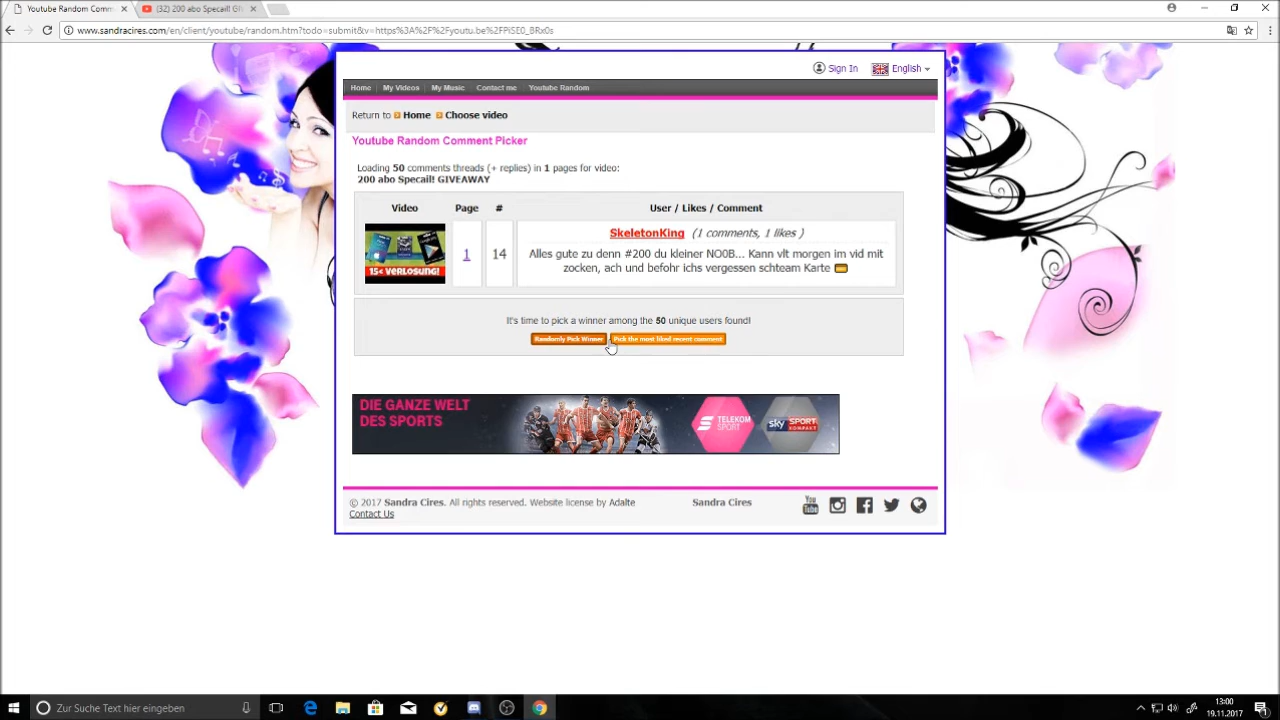 Youtube Random Comm
(32) 200 abo Specail! GIV
www.sandracires.com/en/client/youtube/random.htm?todo=submit&v=https%3A%2F%2Fyoutu.be%2FPiSE0_BRx0s
Sign In
English
Home
My Videos
My Music
Contact me
Youtube Random
Return to Home Choose video
Youtube Random Comment Picker
Loading 50 comments threads (+ replies) in 1 pages for video:
200 abo Specail! GIVEAWAY
Video Page # User / Likes / Comment
15€ VERLOSUNG!
1
14
SkeletonKing (1 comments, 1 likes )
Alles gute zu denn #200 du kleiner NO0B... Kann vlt morgen im vid mit
zocken, ach und befohr ichs vergessen schteam Karte
It's time to pick a winner among the 50 unique users found!
Randomly Pick Winner Pick the most liked recent comment
DIE GANZE WELT
DES SPORTS
TELEKOM
SPORT
sky SPORT
KOMPAKT
© 2017 Sandra Cires. All rights reserved. Website license by Adalte
Sandra Cires
You
Tube
Contact Us
Zur Suche Text hier eingeben
13:00
19.11.2017